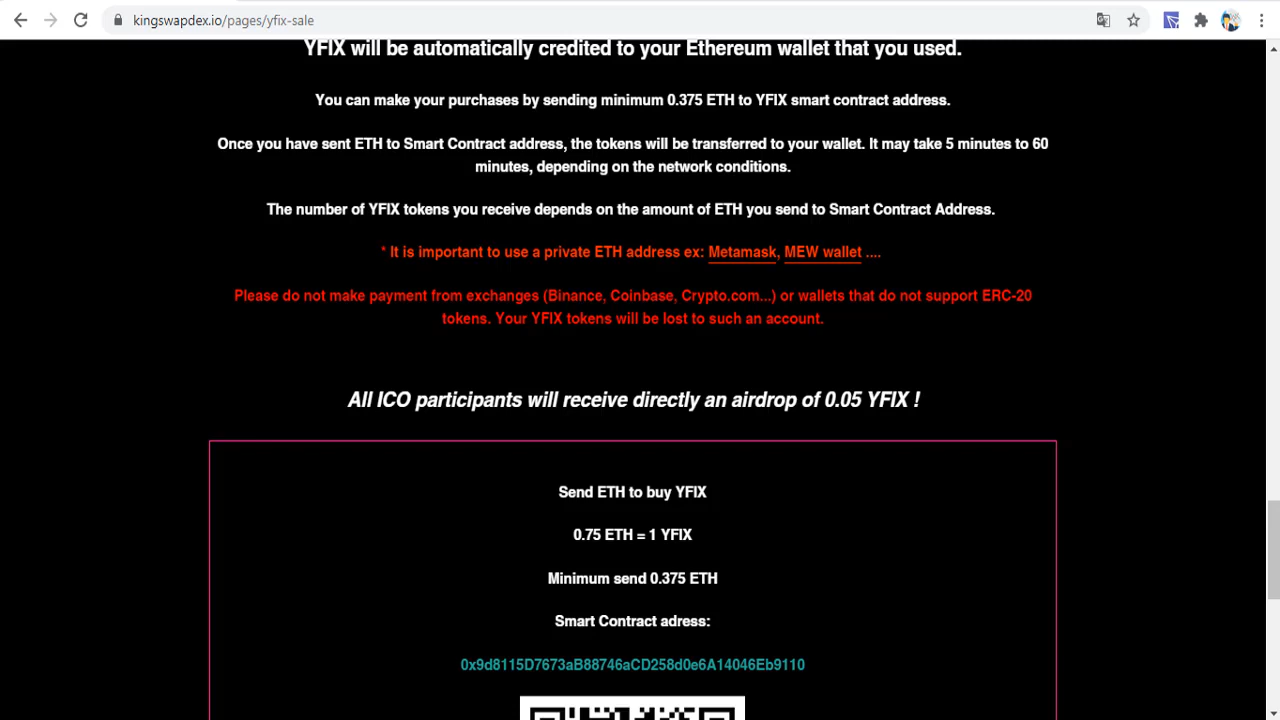 kingswapdex.io/pages/yfix-sale
YFIX will be automatically credited to your Ethereum wallet that you used.
You can make your purchases by sending minimum 0.375 ETH to YFIX smart contract address.
Once you have sent ETH to Smart Contract address, the tokens will be transferred to your wallet. It may take 5 minutes to 60
minutes, depending on the network conditions.
The number of YFIX tokens you receive depends on the amount of ETH you send to Smart Contract Address.
* It is important to use a private ETH address ex: Metamask, MEW wallet ....
Please do not make payment from exchanges (Binance, Coinbase, Crypto.com...) or wallets that do not support ERC-20
tokens. Your YFIX tokens will be lost to such an account.
All ICO participants will receive directly an airdrop of 0.05 YFIX !
Send ETH to buy YFIX
0.75 ETH = 1 YFIX
Minimum send 0.375 ETH
Smart Contract adress:
0x9d8115D7673aB88746aCD258d0e6A14046Eb9110